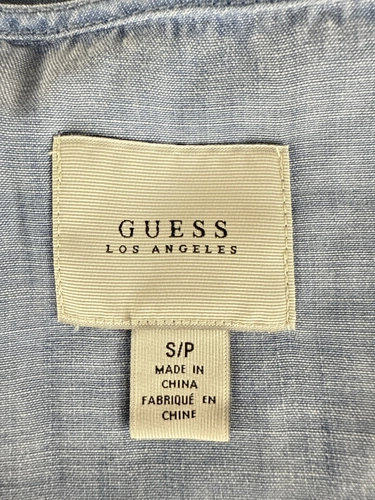 GUESS
LOS ANGELES
S/P
MADE IN
CHINA
FABRIQUÉ EN
CHINE